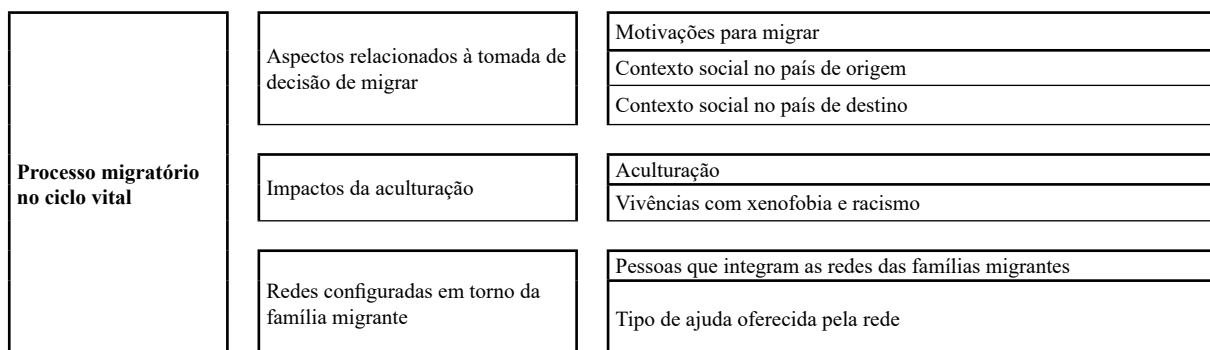 Processo migratório
no ciclo vital
Aspectos relacionados à tomada de
decisão de migrar
Motivações para migrar
Contexto social no país de origem
Contexto social no país de destino
Impactos da aculturação
Aculturação
Vivências com xenofobia e racismo
Redes configuradas em torno da
família migrante
Pessoas que integram as redes das famílias migrantes
Tipo de ajuda oferecida pela rede